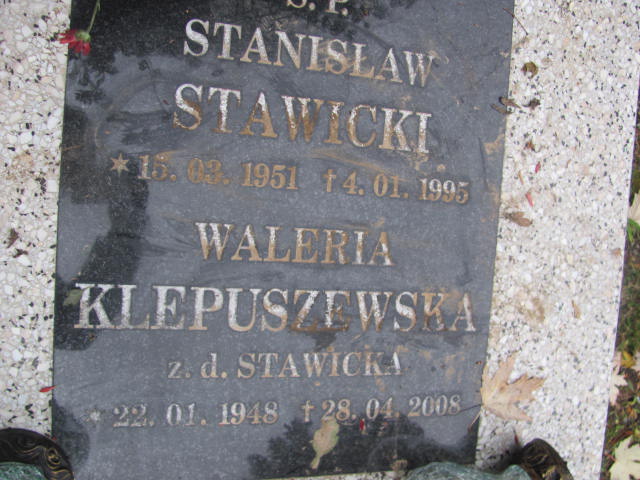 Ś. P.
STANISŁAW
STAWICKI
* 15. 03. 1951 † 4. 01. 1995
WALERIA
KLEPUSZEWSKA
z. d. STAWICKA
* 22. 01. 1948 † 28. 04. 2008